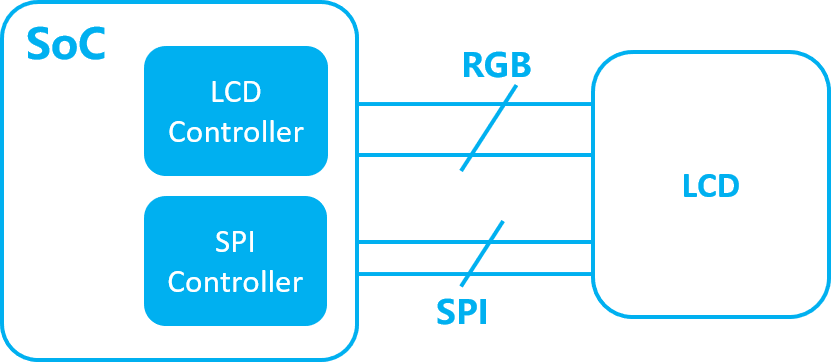 SoC
LCD
Controller
SPI
Controller
RGB
SPI
LCD